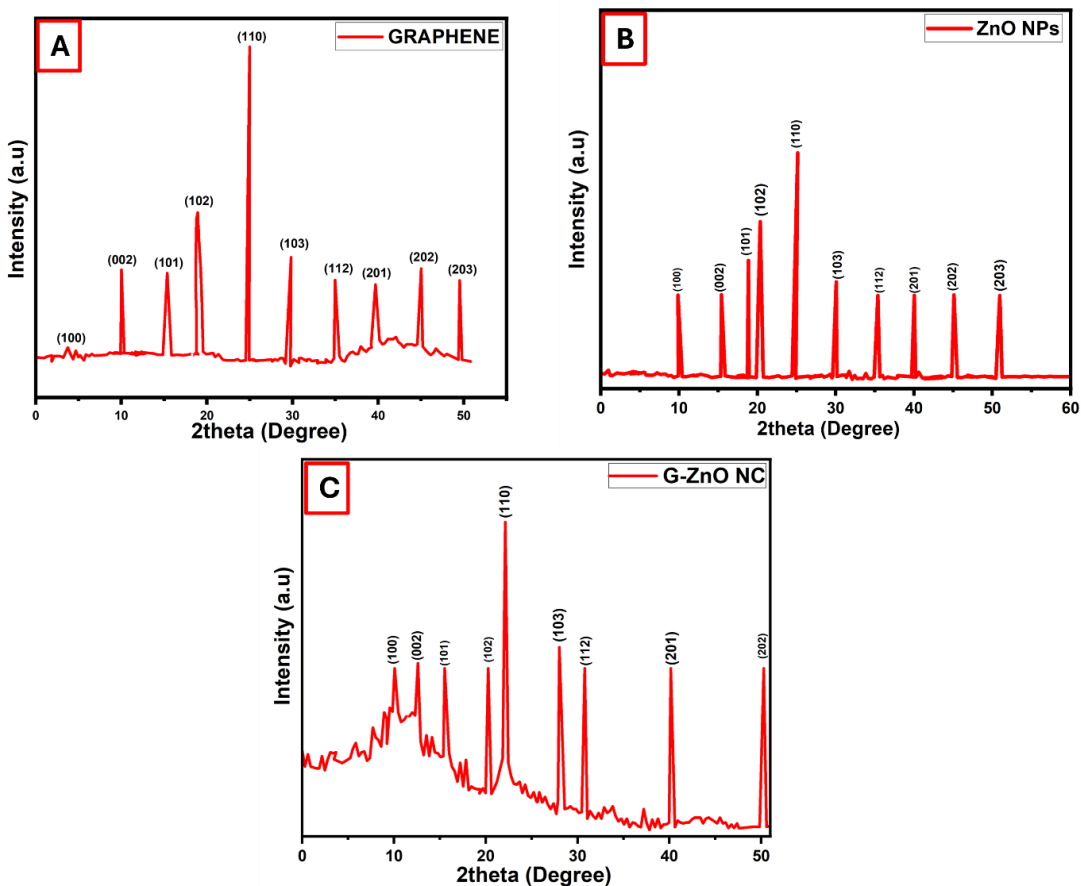 A
GRAPHENE
(110)
(102)
(103)
(002)
(101)
(202)
(112)
(201)
(203)
(100)
Intensity (a.u)
0 10 20 30 40 50
2theta (Degree)
B
ZnO NPs
(110)
(102)
(101)
(103)
(100)
(002)
(112)
(201)
(202)
(203)
Intensity (a.u)
0 10 20 30 40 50 60
2theta (Degree)
C
G-ZnO NC
(110)
(103)
(100)
(002)
(101)
(102)
(112)
(201)
(202)
Intensity (a.u)
0 10 20 30 40 50
2theta (Degree)